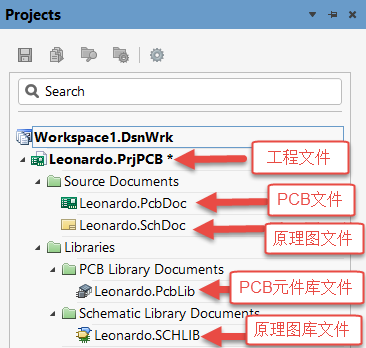 Projects
Search
Workspace1.DsnWrk
Leonardo.PrjPCB *
工程文件
Source Documents
Leonardo.PcbDoc
PCB文件
Leonardo.SchDoc
原理图文件
Libraries
PCB Library Documents
Leonardo.PcbLib
PCB元件库文件
Schematic Library Documents
Leonardo.SCHLIB
原理图库文件